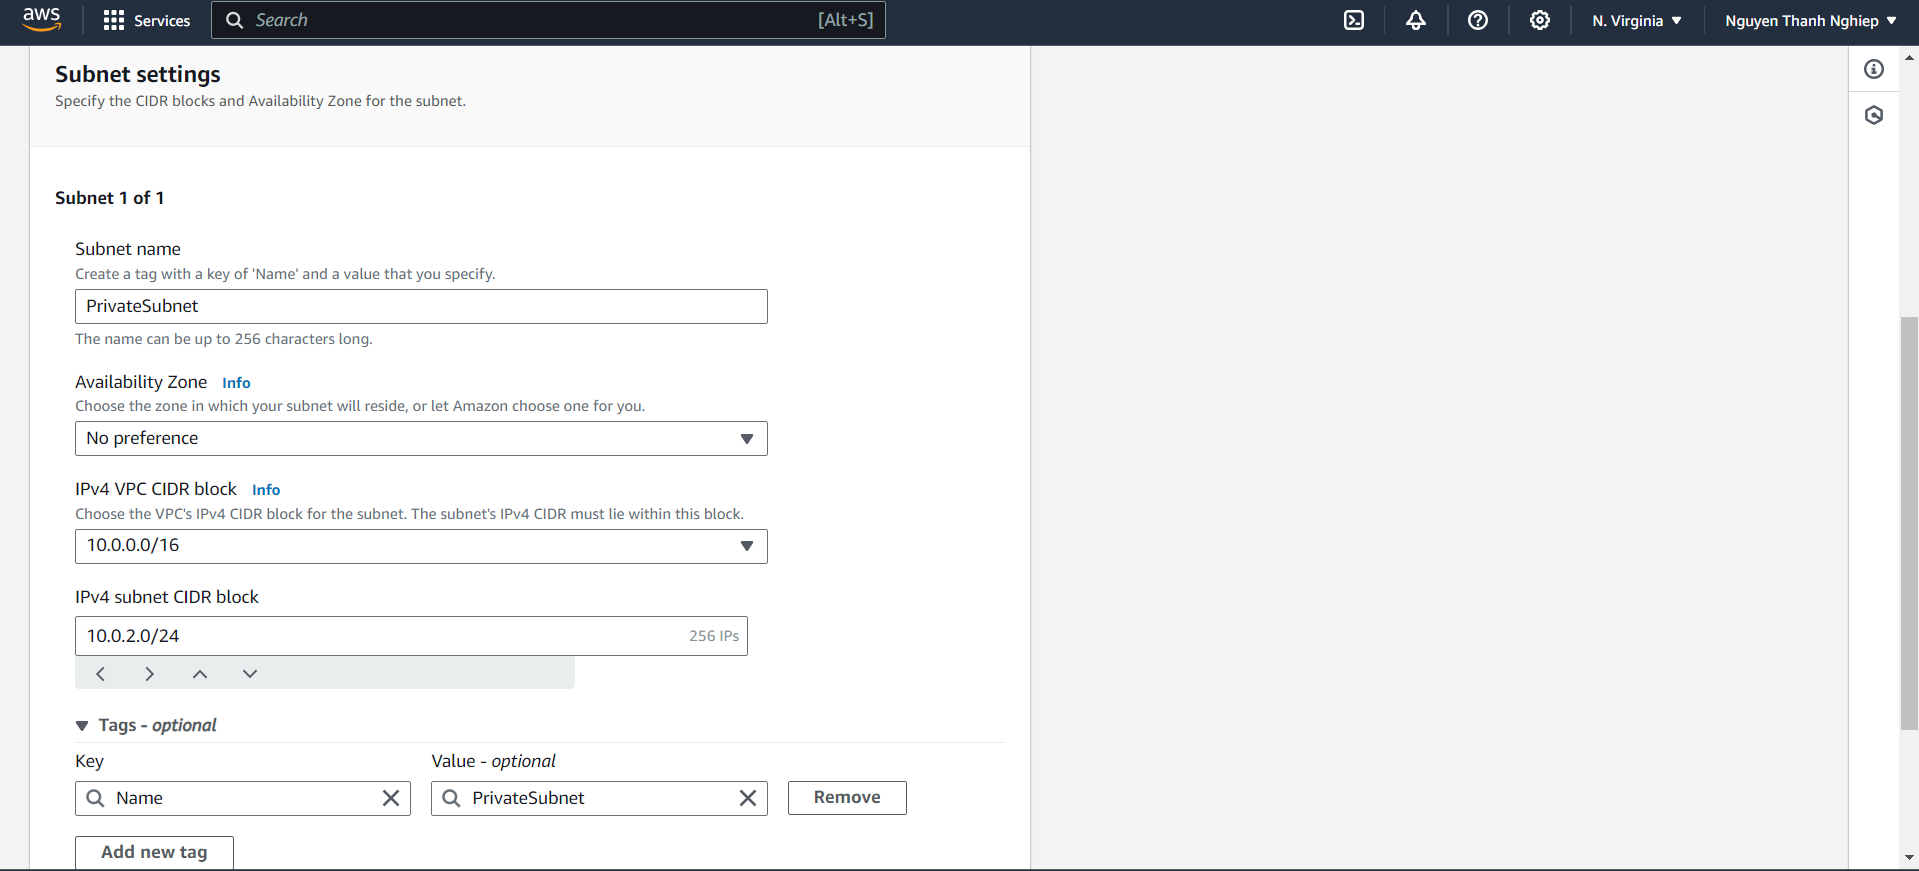 aws Services Search [Alt+S] N. Virginia Nguyen Thanh Nghiep
Subnet settings
Specify the CIDR blocks and Availability Zone for the subnet.
Subnet 1 of 1
Subnet name
Create a tag with a key of 'Name' and a value that you specify.
PrivateSubnet
The name can be up to 256 characters long.
Availability Zone Info
Choose the zone in which your subnet will reside, or let Amazon choose one for you.
No preference
IPv4 VPC CIDR block Info
Choose the VPC's IPv4 CIDR block for the subnet. The subnet's IPv4 CIDR must lie within this block.
10.0.0.0/16
IPv4 subnet CIDR block
10.0.2.0/24 256 IPs
Tags - optional
Key Value - optional
Name PrivateSubnet Remove
Add new tag